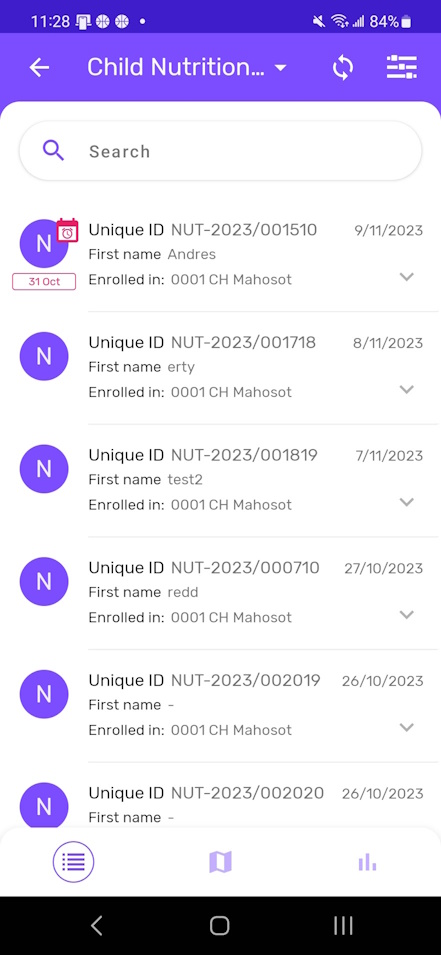 11:28
84%
Child Nutrition...
Search
N
31 Oct
Unique ID NUT-2023/001510 9/11/2023
First name Andres
Enrolled in: 0001 CH Mahosot
N
Unique ID NUT-2023/001718 8/11/2023
First name erty
Enrolled in: 0001 CH Mahosot
N
Unique ID NUT-2023/001819 7/11/2023
First name test2
Enrolled in: 0001 CH Mahosot
N
Unique ID NUT-2023/000710 27/10/2023
First name redd
Enrolled in: 0001 CH Mahosot
N
Unique ID NUT-2023/002019 26/10/2023
First name -
Enrolled in: 0001 CH Mahosot
N
Unique ID NUT-2023/002020 26/10/2023
First name -